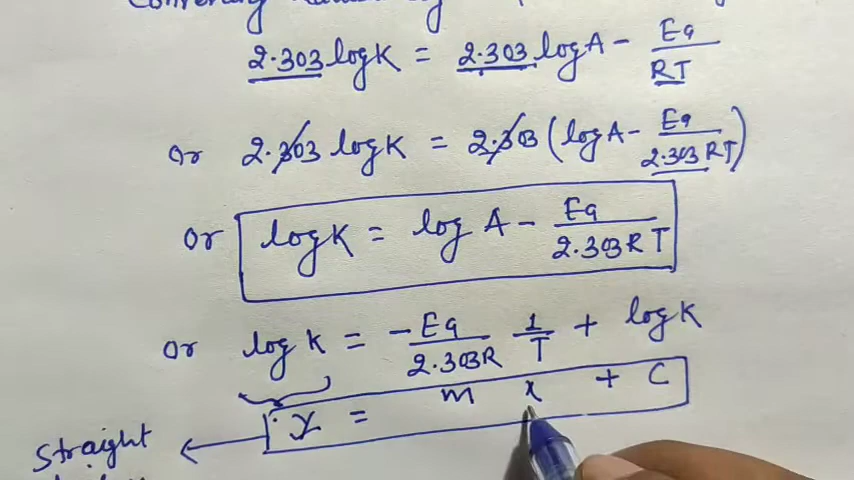 2.303 log K = 2.303 log A - Ea/RT
Or 2.303 log K = 2.303 (log A - Ea/2.303 RT)
Or log K = log A - Ea/2.303 RT
Or log K = -Ea/2.303R 1/T + log K
y = m x + C
Straight